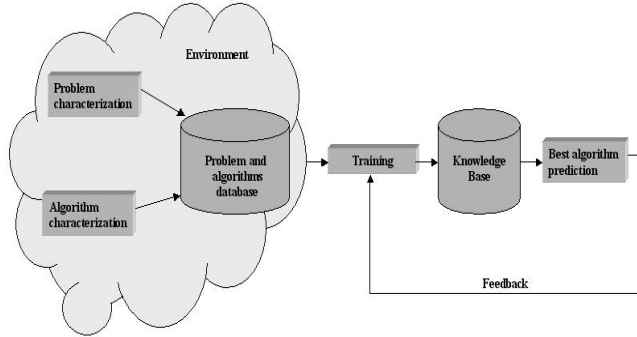 Environment
Problem
characterization
Problem and
algorithms
database
Algorithm
characterization
Training
Knowledge
Base
Best algorithm
prediction
Feedback